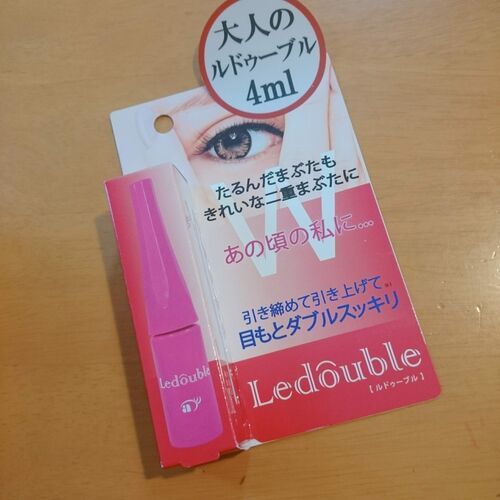 大人の
ルドゥーブル
4ml
たるんだまぶたも
きれいな二重まぶたに
あの頃の私に...
引き締めて引き上げて
目もとダブルスッキリ
Ledouble
【ルドゥーブル】
Ledouble